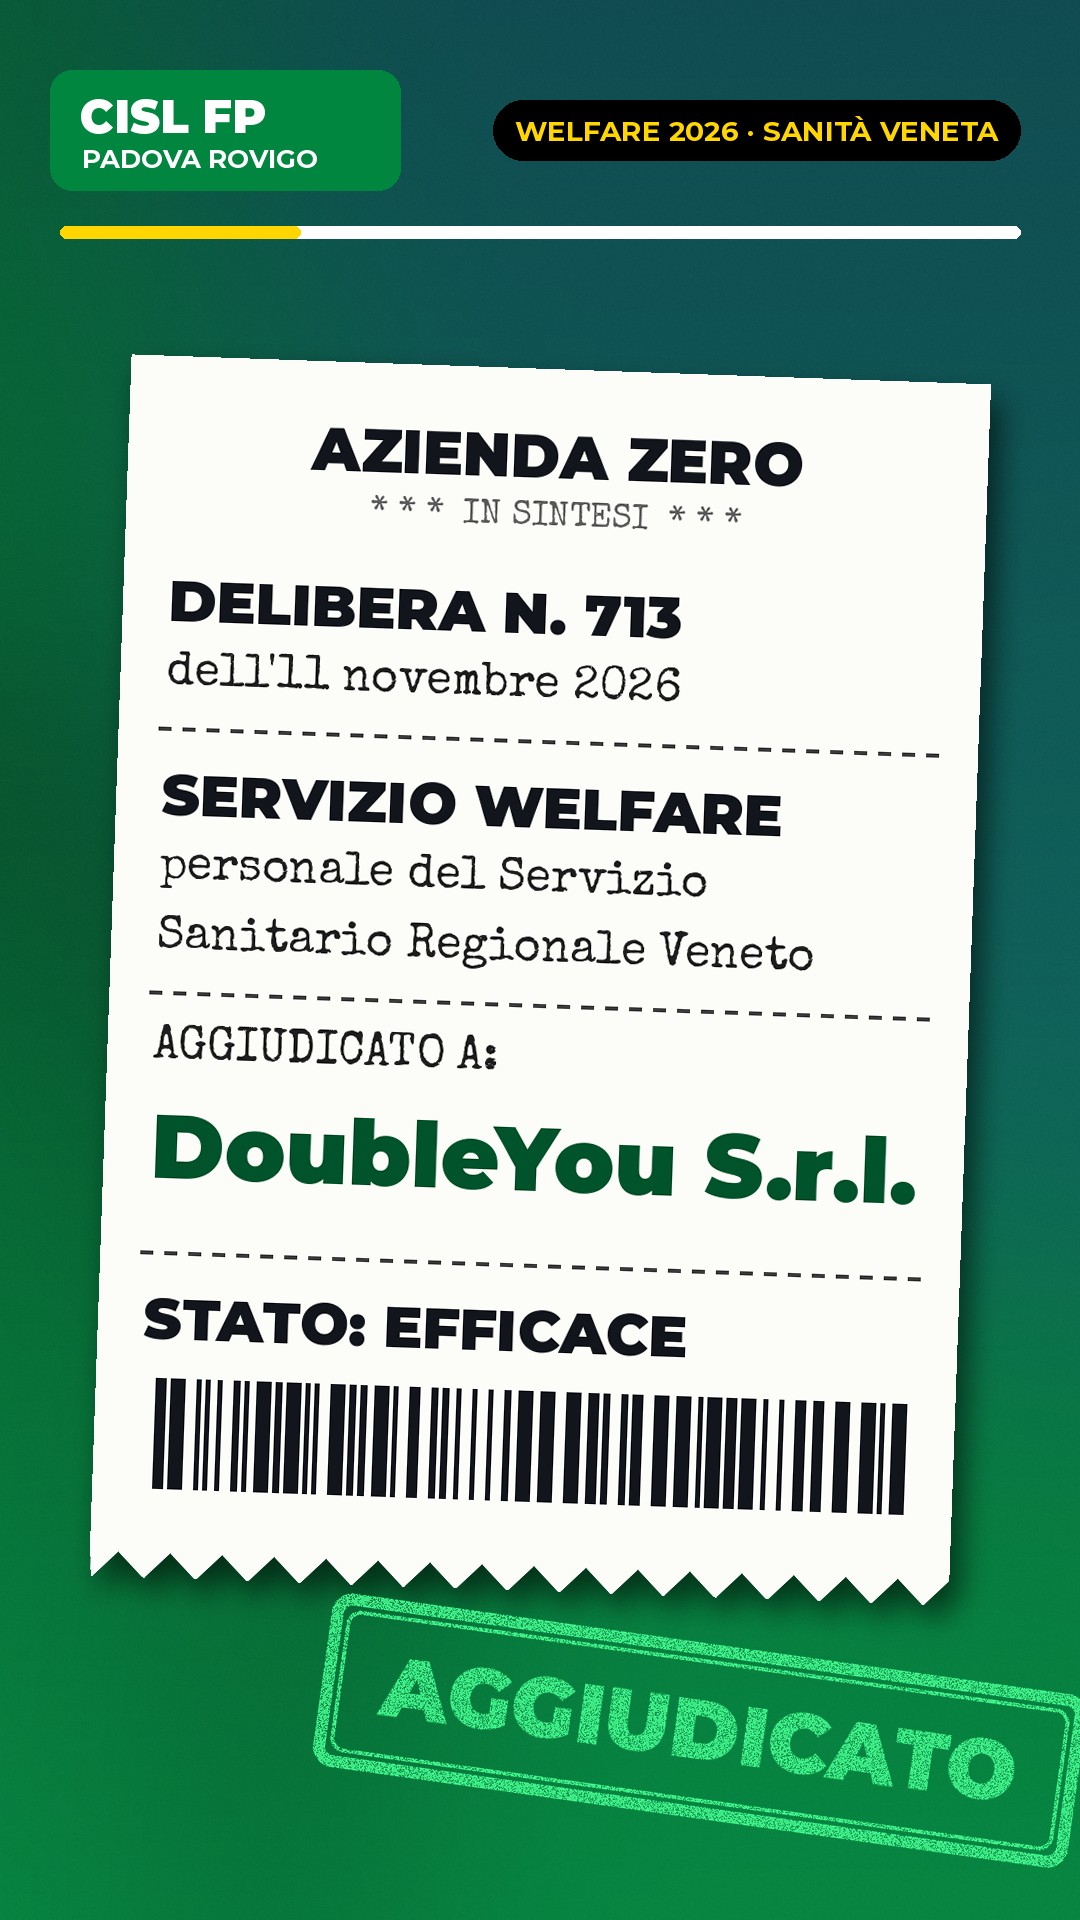 CISL FP
PADOVA ROVIGO
WELFARE 2026 · SANITÀ VENETA
AZIENDA ZERO
*** IN SINTESI ***
DELIBERA N. 713
dell'11 novembre 2026
SERVIZIO WELFARE
personale del Servizio
Sanitario Regionale Veneto
AGGIUDICATO A:
DoubleYou S.r.l.
STATO: EFFICACE
AGGIUDICATO